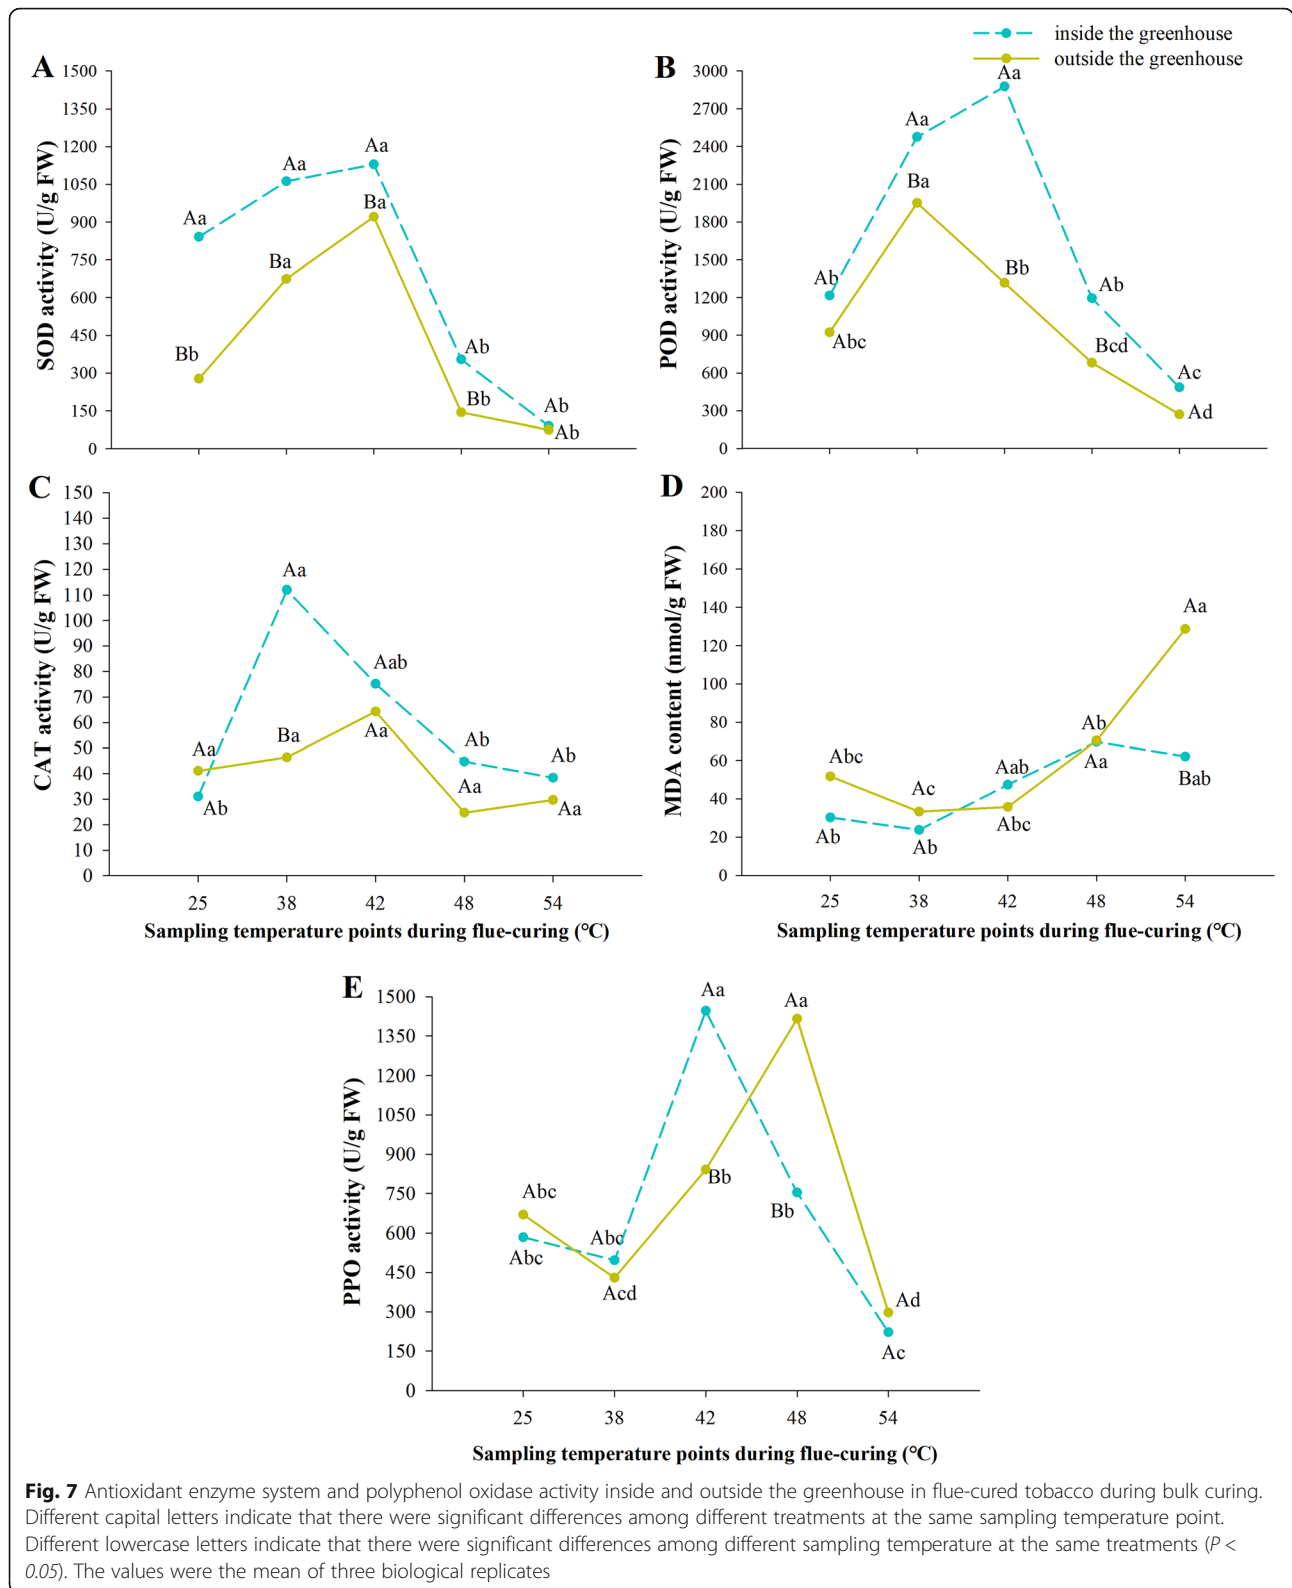 inside the greenhouse
outside the greenhouse
A
SOD activity (U/g FW)
1500
1350
1200
1050
900
750
600
450
300
150
0
Aa
Aa
Aa
Ba
Ba
Bb
Ab
Bb
Ab
Ab
B
POD activity (U/g FW)
3000
2700
2400
2100
1800
1500
1200
900
600
300
0
Aa
Aa
Ba
Ab
Abc
Bb
Ab
Bcd
Ac
Ad
C
CAT activity (U/g FW)
150
140
130
120
110
100
90
80
70
60
50
40
30
20
10
0
Aa
Aab
Aa
Ba
Aa
Ab
Ab
Aa
Ab
Aa
25 38 42 48 54
Sampling temperature points during flue-curing (°C)
D
MDA content (nmol/g FW)
200
180
160
140
120
100
80
60
40
20
0
Aa
Ab
Abc
Aab
Aa
Bab
Ac
Ab
Ab
Abc
25 38 42 48 54
Sampling temperature points during flue-curing (°C)
E
PPO activity (U/g FW)
1500
1350
1200
1050
900
750
600
450
300
150
0
Aa
Aa
Abc
Bb
Bb
Abc
Abc
Acd
Ad
Ac
25 38 42 48 54
Sampling temperature points during flue-curing (°C)
Fig. 7 Antioxidant enzyme system and polyphenol oxidase activity inside and outside the greenhouse in flue-cured tobacco during bulk curing.
Different capital letters indicate that there were significant differences among different treatments at the same sampling temperature point.
Different lowercase letters indicate that there were significant differences among different sampling temperature at the same treatments (P <
0.05). The values were the mean of three biological replicates